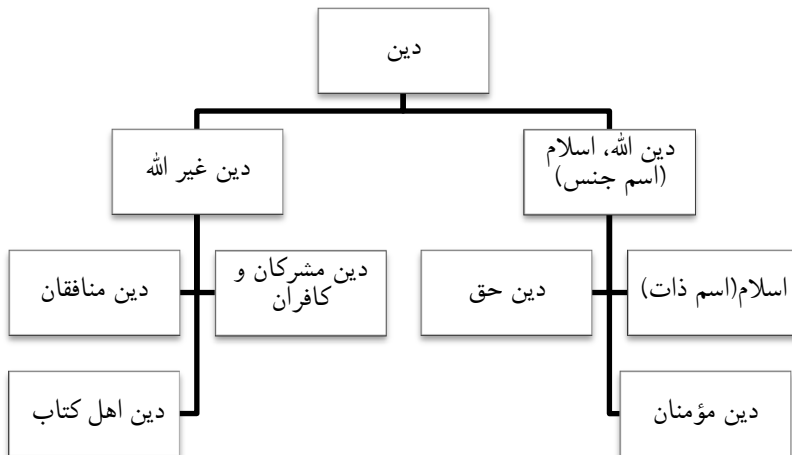 دین
دین الله، اسلام
(اسم جنس)
دین غیر الله
اسلام(اسم ذات)
دین حق
دین مشرکان و
کافران
دین منافقان
دین مؤمنان
دین اهل کتاب